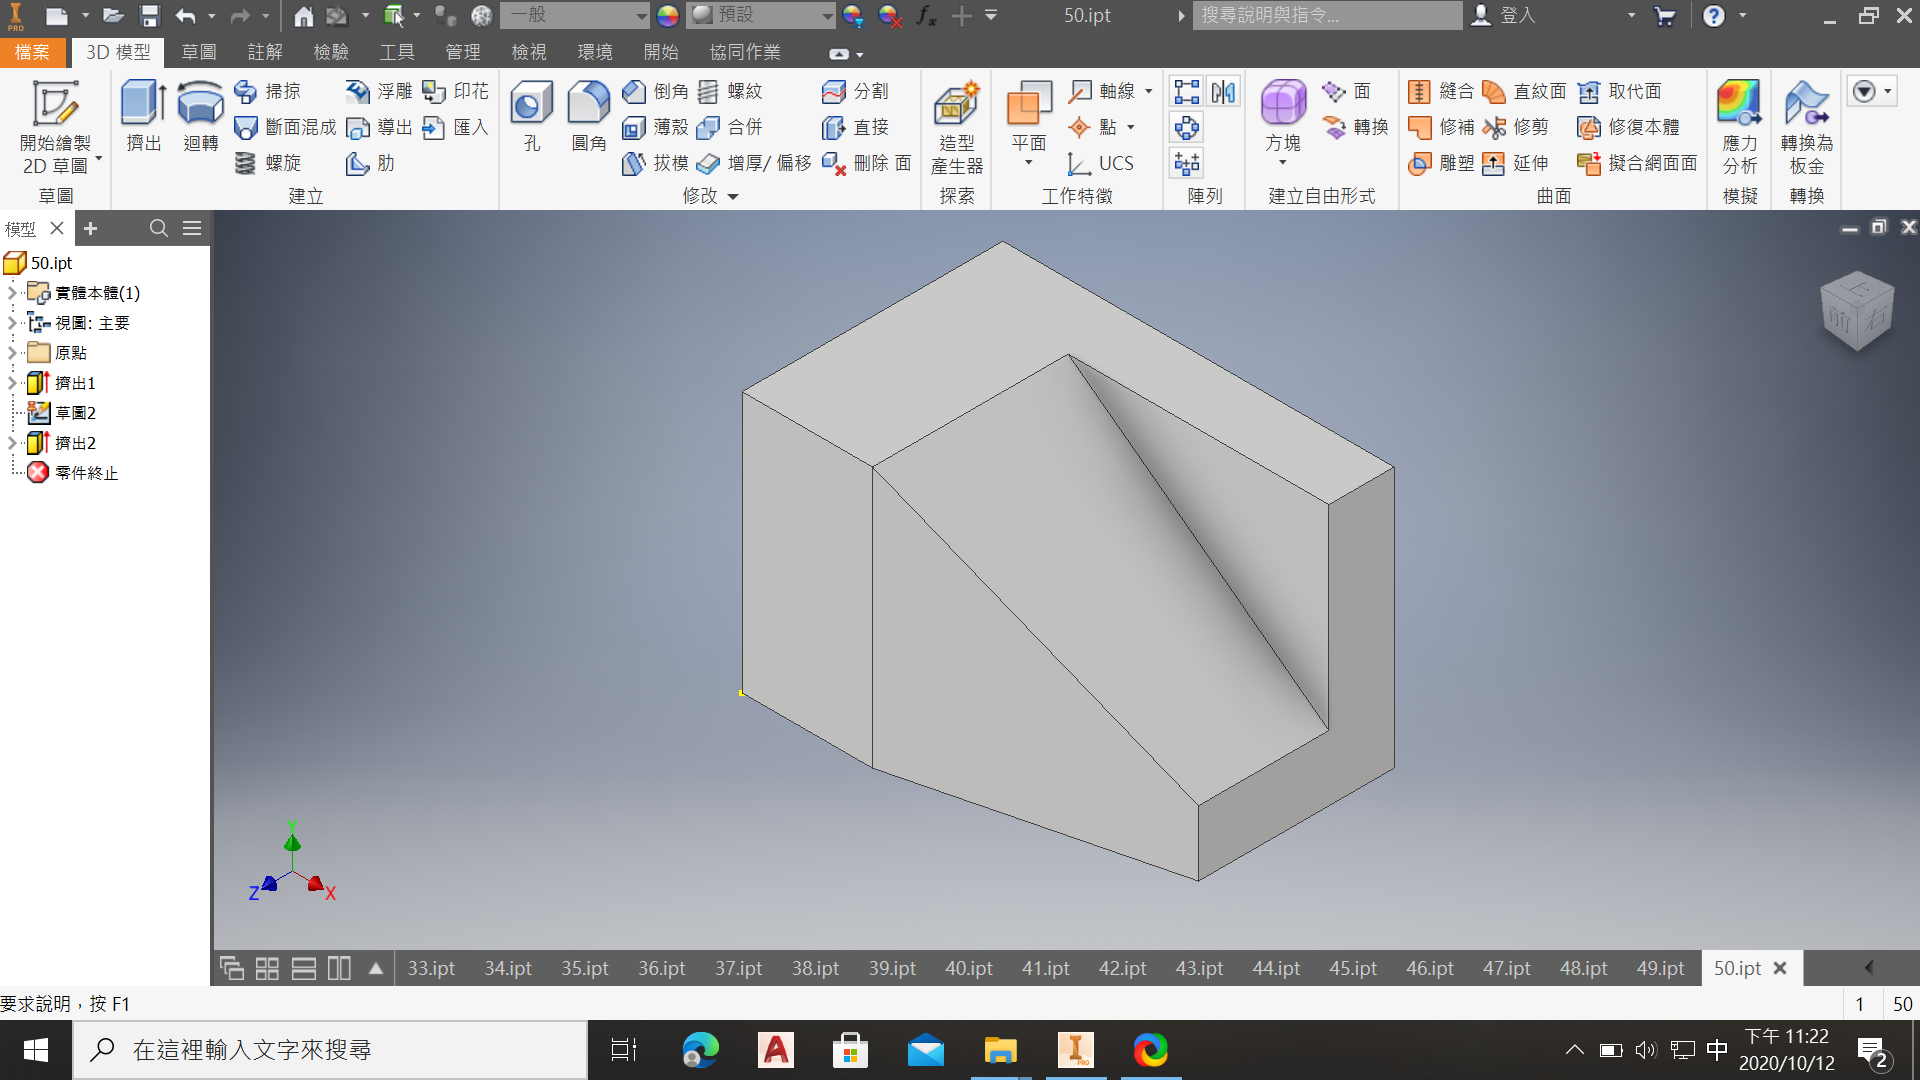 PRO
一般
預設
50.ipt
搜尋說明與指令...
登入
檔案
3D 模型
草圖
註解
檢驗
工具
管理
檢視
環境
開始
協同作業
開始繪製
2D 草圖
草圖
擠出
迴轉
掃掠
斷面混成
螺旋
浮雕
導出
肋
印花
匯入
建立
孔
圓角
倒角
薄殼
拔模
螺紋
合併
增厚/ 偏移
分割
直接
刪除 面
修改
造型
產生器
探索
平面
軸線
點
UCS
工作特徵
陣列
方塊
面
轉換
建立自由形式
縫合
修補
雕塑
直紋面
修剪
延伸
取代面
修復本體
擬合網面面
曲面
應力
分析
模擬
轉換為
板金
轉換
模型
50.ipt
實體本體(1)
視圖: 主要
原點
擠出1
草圖2
擠出2
零件終止
上
前
右
Y
Z
X
33.ipt
34.ipt
35.ipt
36.ipt
37.ipt
38.ipt
39.ipt
40.ipt
41.ipt
42.ipt
43.ipt
44.ipt
45.ipt
46.ipt
47.ipt
48.ipt
49.ipt
50.ipt
要求說明，按 F1
1
50
在這裡輸入文字來搜尋
中
下午 11:22
2020/10/12
2